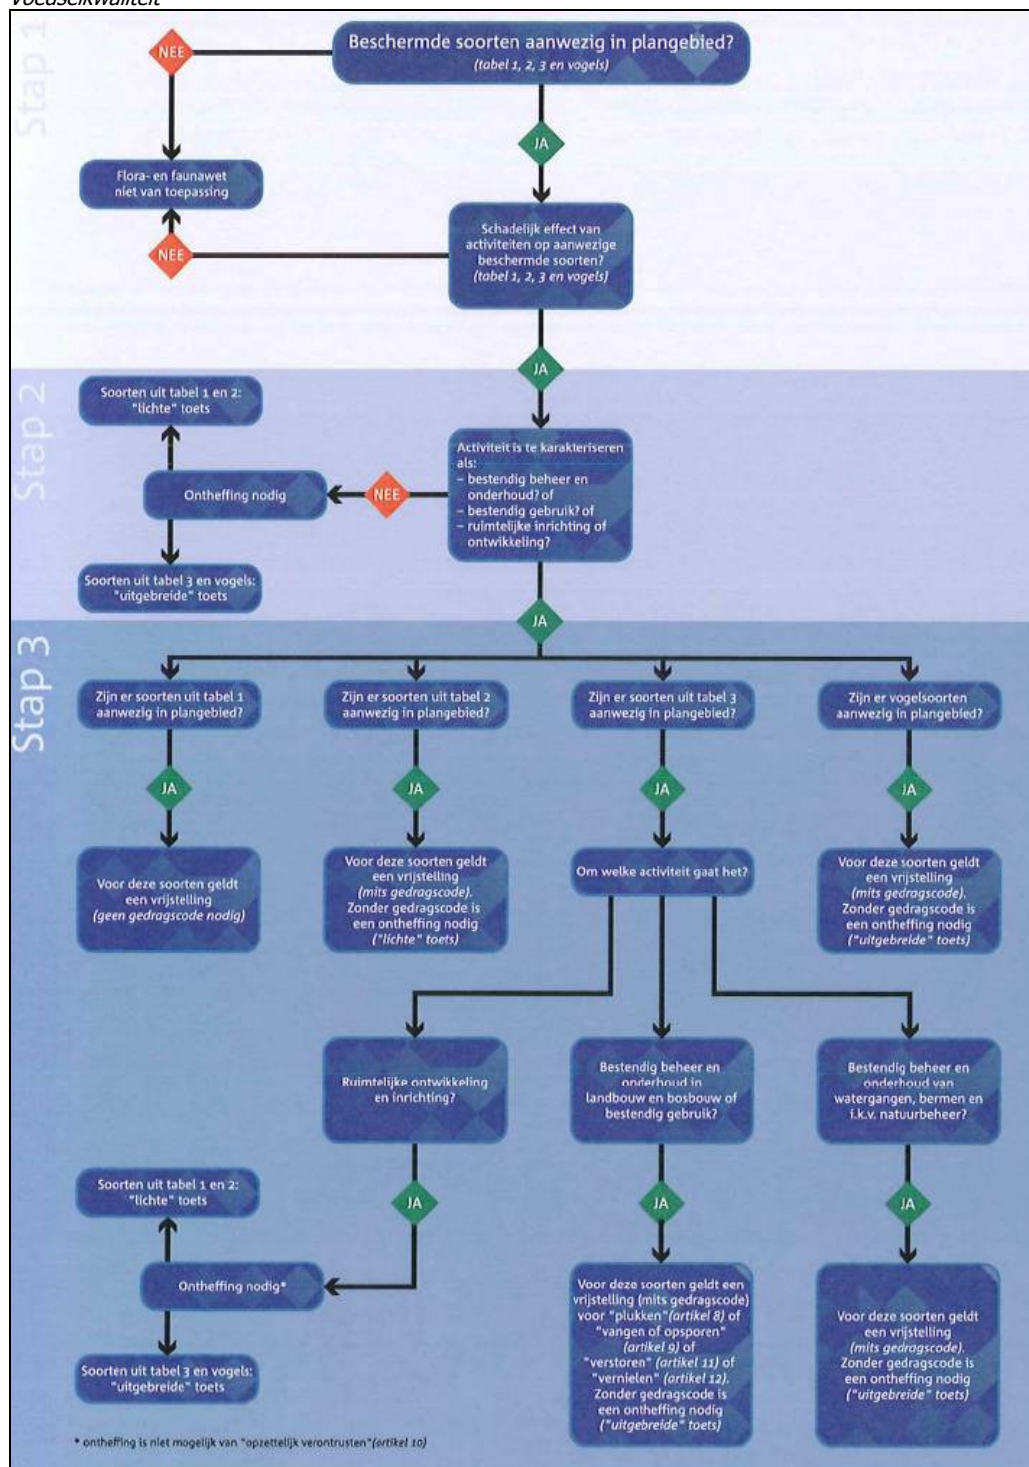 Voedselkwaliteit
Stap 1
Beschermde soorten aanwezig in plangebied?
(tabel 1, 2, 3 en vogels)
NEE
JA
Flora- en faunawet
niet van toepassing
Schadelijk effect van
activiteiten op aanwezige
beschermde soorten?
(tabel 1, 2, 3 en vogels)
NEE
JA
Stap 2
Soorten uit tabel 1 en 2:
"lichte" toets
Activiteit is te karakteriseren
als:
– bestendig beheer en
onderhoud? of
– bestendig gebruik? of
– ruimtelijke inrichting of
ontwikkeling?
NEE
Ontheffing nodig
Soorten uit tabel 3 en vogels:
"uitgebreide" toets
JA
Stap 3
Zijn er soorten uit tabel 1
aanwezig in plangebied?
Zijn er soorten uit tabel 2
aanwezig in plangebied?
Zijn er soorten uit tabel 3
aanwezig in plangebied?
Zijn er vogelsoorten
aanwezig in plangebied?
JA
JA
JA
JA
Voor deze soorten geldt
een vrijstelling
(geen gedragscode nodig)
Voor deze soorten geldt
een vrijstelling
(mits gedragscode).
Zonder gedragscode is
een ontheffing nodig
("lichte" toets)
Om welke activiteit gaat het?
Voor deze soorten geldt
een vrijstelling
(mits gedragscode).
Zonder gedragscode is
een ontheffing nodig
("uitgebreide" toets)
Ruimtelijke ontwikkeling
en inrichting?
Bestendig beheer en
onderhoud in
landbouw en bosbouw of
bestendig gebruik?
Bestendig beheer en
onderhoud van
watergangen, bermen en
i.k.v. natuurbeheer?
JA
JA
JA
Soorten uit tabel 1 en 2:
"lichte" toets
Ontheffing nodig*
Soorten uit tabel 3 en vogels:
"uitgebreide" toets
Voor deze soorten geldt een
vrijstelling (mits gedragscode)
voor "plukken"(artikel 8) of
"vangen of opsporen"
(artikel 9) of
"verstoren" (artikel 11) of
"vernielen" (artikel 12).
Zonder gedragscode is
een ontheffing nodig
("uitgebreide" toets)
Voor deze soorten geldt
een vrijstelling
(mits gedragscode).
Zonder gedragscode is
een ontheffing nodig
("uitgebreide" toets)
* ontheffing is niet mogelijk van "opzettelijk verontrusten"(artikel 10)